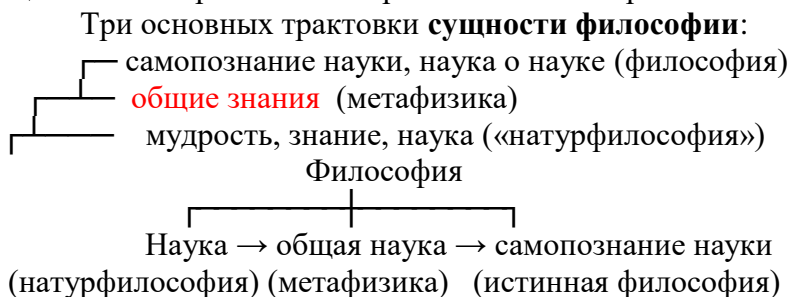 Три основных трактовки сущности философии:
самопознание науки, наука о науке (философия)
общие знания (метафизика)
мудрость, знание, наука («натурфилософия»)
Философия
Наука → общая наука → самопознание науки
(натурфилософия) (метафизика) (истинная философия)